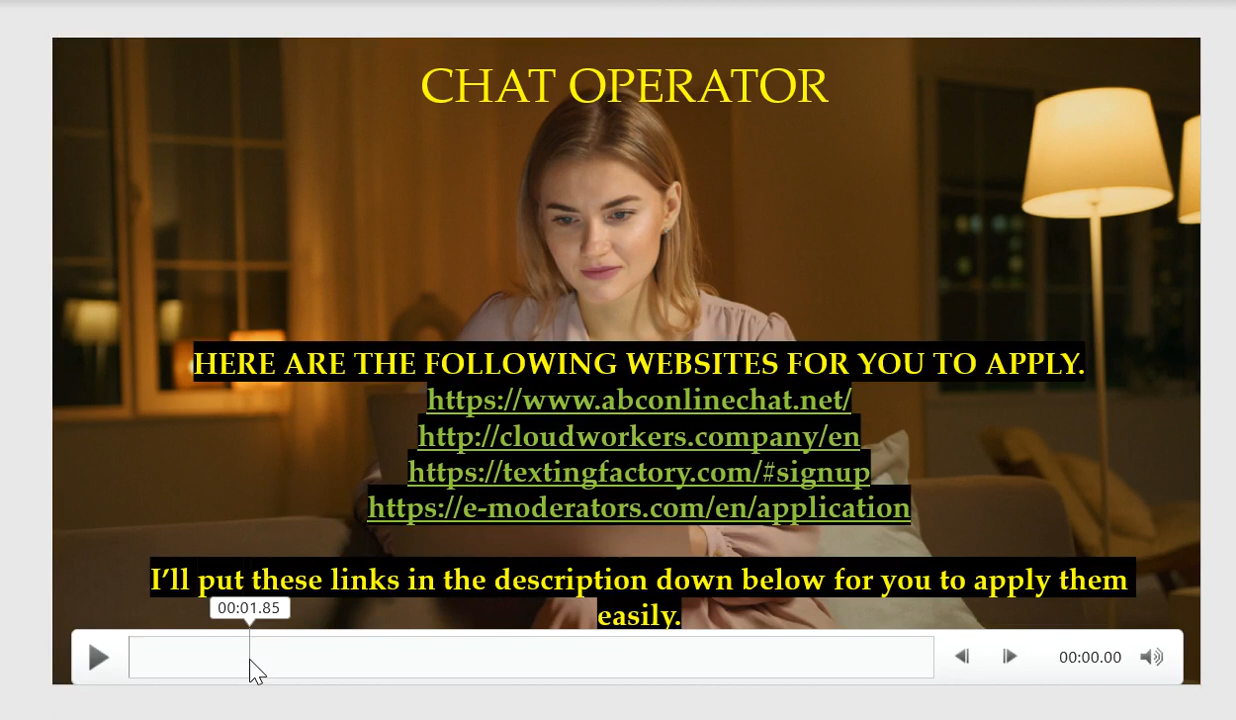 CHAT OPERATOR
HERE ARE THE FOLLOWING WEBSITES FOR YOU TO APPLY.
https://www.abconlinechat.net/
http://cloudworkers.company/en
https://textingfactory.com/#signup
https://e-moderators.com/en/application
I’ll put these links in the description down below for you to apply them
easily.
00:01.85
00:00.00